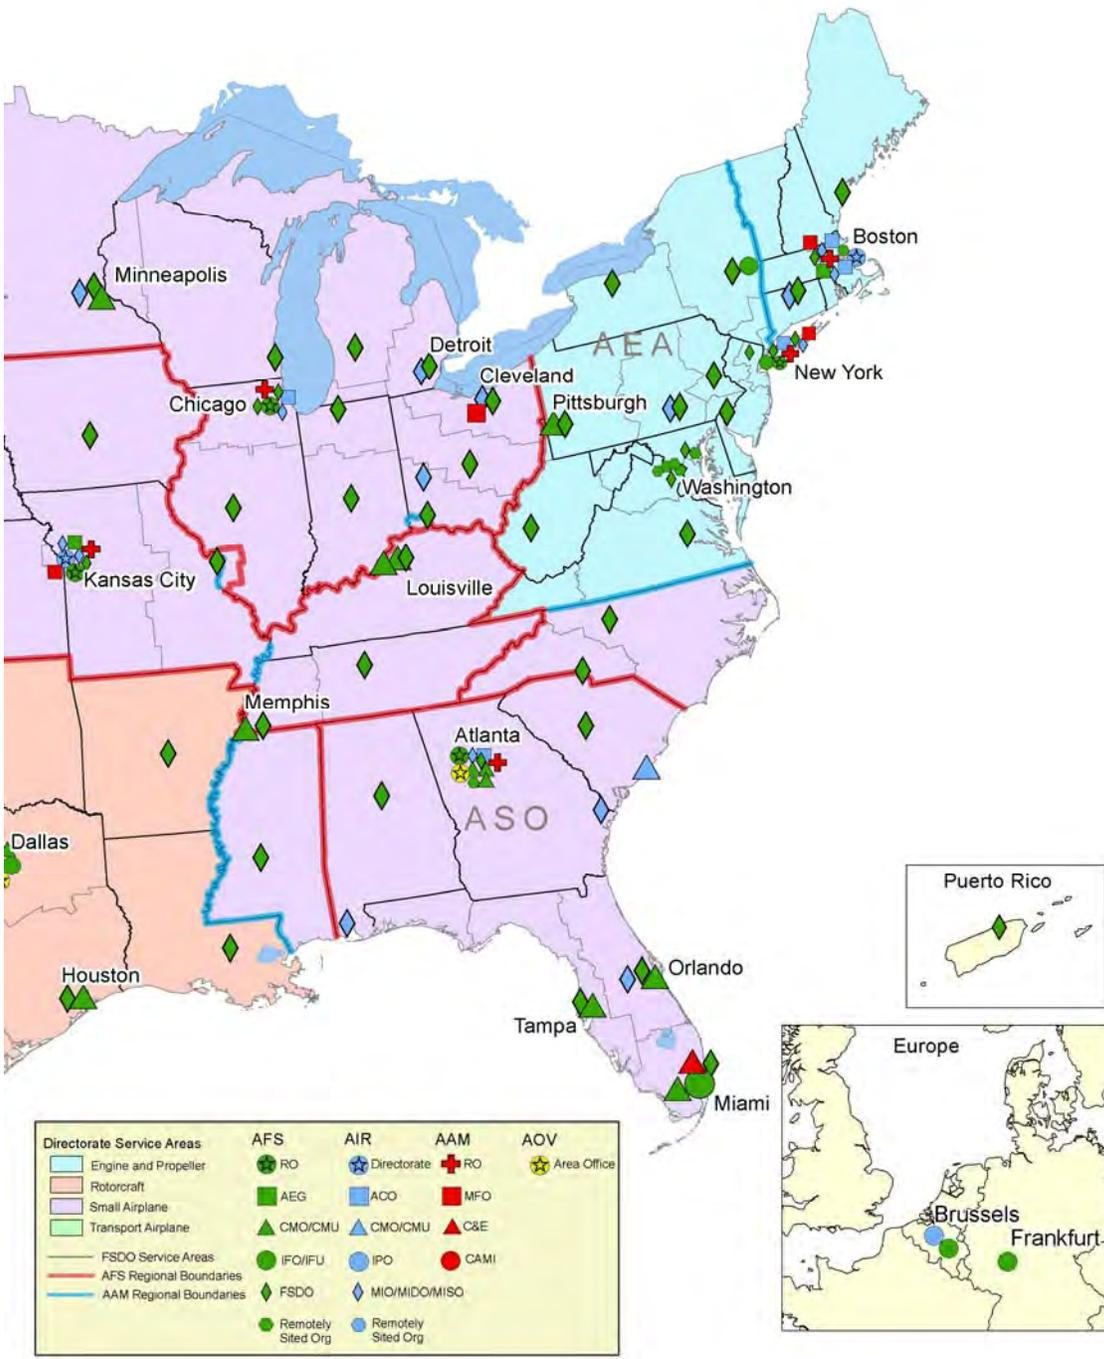 Minneapolis
Boston
Detroit
AEA
Cleveland
New York
Chicago
Pittsburgh
Washington
Kansas City
Louisville
Memphis
Atlanta
ASO
Dallas
Puerto Rico
Houston
Orlando
Tampa
Europe
Miami
Brussels
Frankfurt
Directorate Service Areas
Engine and Propeller
Rotorcraft
Small Airplane
Transport Airplane
FSDO Service Areas
AFS Regional Boundaries
AAM Regional Boundaries
AFS
RO
AEG
CMO/CMU
IFO/IFU
FSDO
Remotely
Sited Org
AIR
Directorate
ACO
CMO/CMU
IPO
MIO/MIDO/MISO
Remotely
Sited Org
AAM
RO
MFO
C&E
CAMI
AOV
Area Office